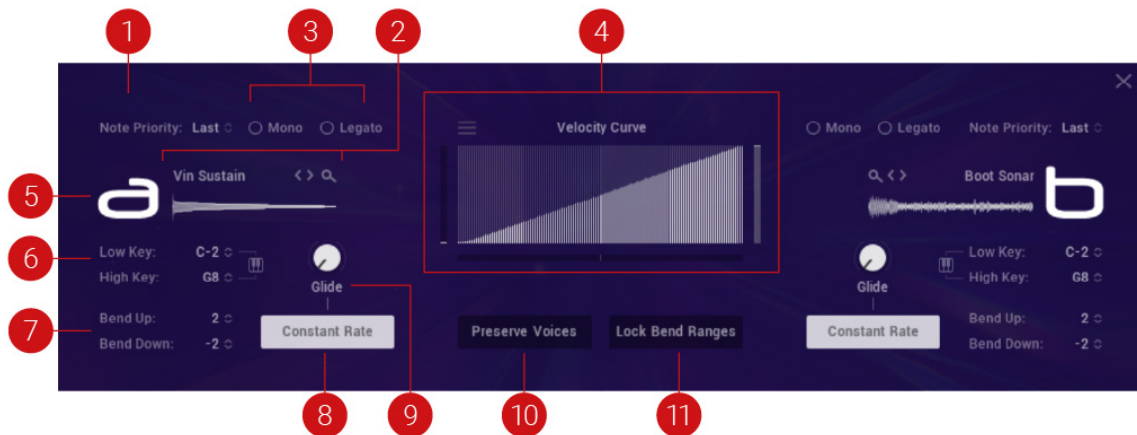 1
3
2
4
Note Priority: Last
Mono
Legato
Velocity Curve
Mono
Legato
Note Priority: Last
5
Vin Sustain
Boot Sonar
a
b
6
Low Key: C-2
High Key: G8
Glide
Glide
Low Key: C-2
High Key: G8
7
Bend Up: 2
Bend Down: -2
Constant Rate
Preserve Voices
Lock Bend Ranges
Constant Rate
Bend Up: 2
Bend Down: -2
8
9
10
11